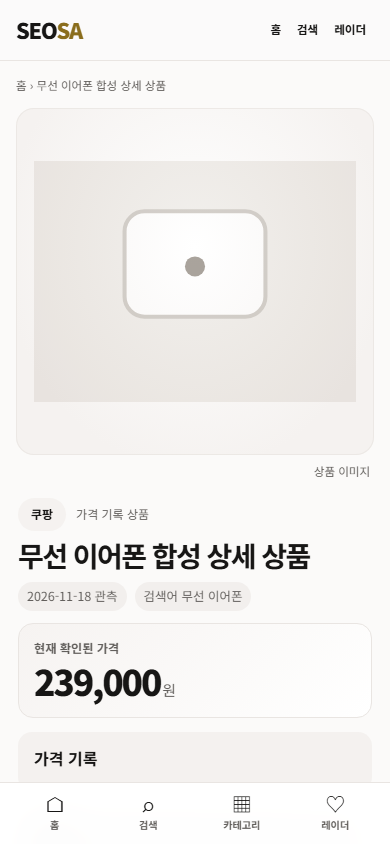 SEOSA
홈 검색 레이더
홈 › 무선 이어폰 합성 상세 상품
상품 이미지
쿠팡 가격 기록 상품
무선 이어폰 합성 상세 상품
2026-11-18 관측 검색어 무선 이어폰
현재 확인된 가격
239,000원
가격 기록
홈 검색 카테고리 레이더